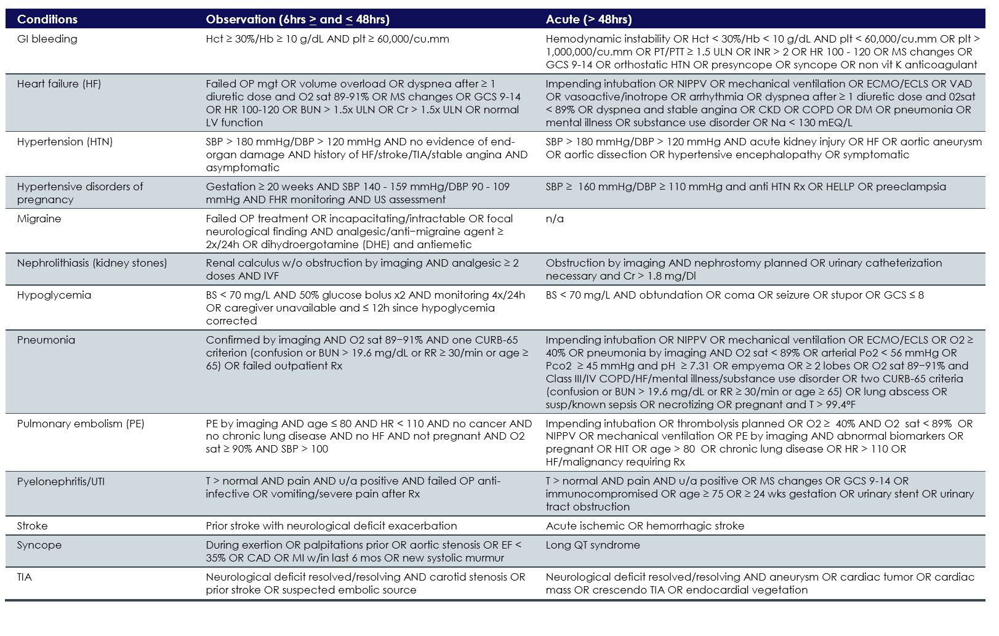 Conditions
Observation (6hrs ≥ and ≤ 48hrs)
Acute (> 48hrs)
GI bleeding
Hct ≥ 30%/Hb ≥ 10 g/dL AND plt ≥ 60,000/cu.mm
Hemodynamic instability OR Hct < 30%/Hb < 10 g/dL AND plt < 60,000/cu.mm OR plt >
1,000,000/cu.mm OR PT/PTT ≥ 1.5 ULN OR INR > 2 OR HR 100 - 120 OR MS changes OR
GCS 9-14 OR orthostatic HTN OR presyncope OR syncope OR non vit K anticoagulant
Heart failure (HF)
Failed OP mgt OR volume overload OR dyspnea after ≥ 1
diuretic dose and O2 sat 89-91% OR MS changes OR GCS 9-14
OR HR 100-120 OR BUN > 1.5x ULN OR Cr > 1.5x ULN OR normal
LV function
Impending intubation OR NIPPV OR mechanical ventilation OR ECMO/ECLS OR VAD
OR vasoactive/inotrope OR arrhythmia OR dyspnea after ≥ 1 diuretic dose and 02sat
< 89% OR dyspnea and stable angina OR CKD OR COPD OR DM OR pneumonia OR
mental illness OR substance use disorder OR Na < 130 mEQ/L
Hypertension (HTN)
SBP > 180 mmHg/DBP > 120 mmHg AND no evidence of end-
organ damage AND history of HF/stroke/TIA/stable angina AND
asymptomatic
SBP > 180 mmHg/DBP > 120 mmHg AND acute kidney injury OR HF OR aortic aneurysm
OR aortic dissection OR hypertensive encephalopathy OR symptomatic
Hypertensive disorders of
pregnancy
Gestation ≥ 20 weeks AND SBP 140 - 159 mmHg/DBP 90 - 109
mmHg AND FHR monitoring AND US assessment
SBP ≥  160 mmHg/DBP ≥ 110 mmHg and anti HTN Rx OR HELLP OR preeclampsia
Migraine
Failed OP treatment OR incapacitating/intractable OR focal
neurological finding AND analgesic/anti−migraine agent ≥
2x/24h OR dihydroergotamine (DHE) and antiemetic
n/a
Nephrolithiasis (kidney stones)
Renal calculus w/o obstruction by imaging AND analgesic ≥ 2
doses AND IVF
Obstruction by imaging AND nephrostomy planned OR urinary catheterization
necessary and Cr > 1.8 mg/Dl
Hypoglycemia
BS < 70 mg/L AND 50% glucose bolus x2 AND monitoring 4x/24h
OR caregiver unavailable and ≤ 12h since hypoglycemia
corrected
BS < 70 mg/L AND obtundation OR coma OR seizure OR stupor OR GCS ≤ 8
Pneumonia
Confirmed by imaging AND O2 sat 89−91% AND one CURB-65
criterion (confusion or BUN > 19.6 mg/dL or RR ≥ 30/min or age ≥
65) OR failed outpatient Rx
Impending intubation OR NIPPV OR mechanical ventilation OR ECMO/ECLS OR O2 ≥
40% OR pneumonia by imaging AND O2 sat < 89% OR arterial Po2 < 56 mmHg OR
Pco2  ≥ 45 mmHg and pH  ≥ 7.31 OR empyema OR ≥ 2 lobes OR O2 sat 89−91% and
Class III/IV COPD/HF/mental illness/substance use disorder OR two CURB-65 criteria
(confusion or BUN > 19.6 mg/dL or RR ≥ 30/min or age ≥ 65) OR lung abscess OR
susp/known sepsis OR necrotizing OR pregnant and T > 99.4ºF
Pulmonary embolism (PE)
PE by imaging AND age ≤ 80 AND HR < 110 AND no cancer AND
no chronic lung disease AND no HF AND not pregnant AND O2
sat ≥ 90% AND SBP > 100
Impending intubation OR thrombolysis planned OR O2 ≥  40% AND O2  sat < 89%  OR
NIPPV OR mechanical ventilation OR PE by imaging AND abnormal biomarkers OR
pregnant OR HIT OR age > 80  OR chronic lung disease OR HR > 110 OR
HF/malignancy requiring Rx
Pyelonephritis/UTI
T > normal AND pain AND u/a positive AND failed OP anti-
infective OR vomiting/severe pain after Rx
T > normal AND pain AND u/a positive OR MS changes OR GCS 9-14 OR
immunocompromised OR age ≥ 75 OR ≥ 24 wks gestation OR urinary stent OR urinary
tract obstruction
Stroke
Prior stroke with neurological deficit exacerbation
Acute ischemic OR hemorrhagic stroke
Syncope
During exertion OR palpitations prior OR aortic stenosis OR EF <
35% OR CAD OR MI w/in last 6 mos OR new systolic murmur
Long QT syndrome
TIA
Neurological deficit resolved/resolving AND carotid stenosis OR
prior stroke OR suspected embolic source
Neurological deficit resolved/resolving AND aneurysm OR cardiac tumor OR cardiac
mass OR crescendo TIA OR endocardial vegetation